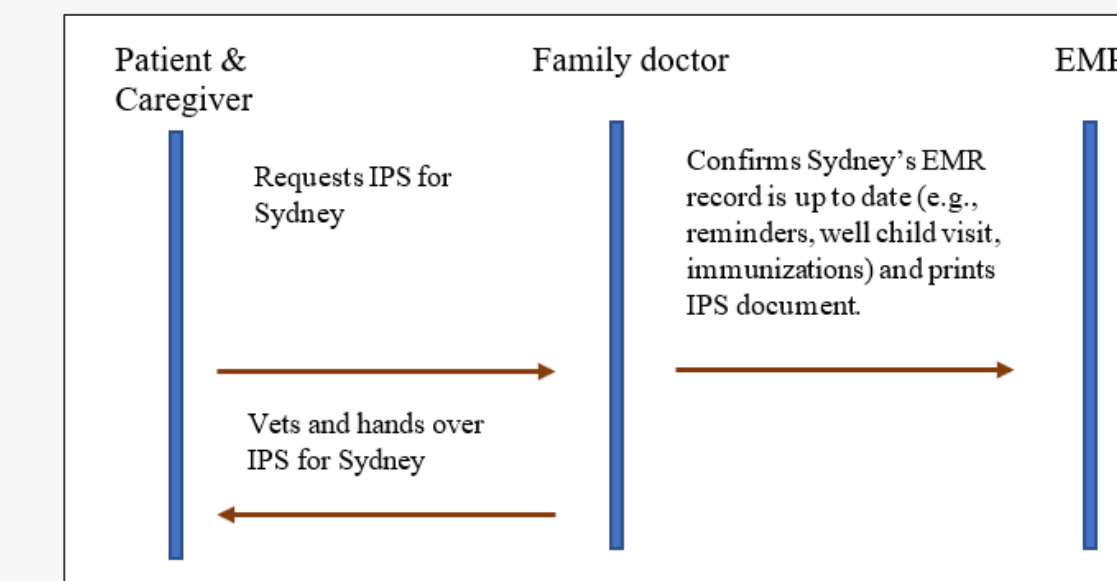 Patient &
Caregiver
Family doctor
EMR
Requests IPS for
Sydney
Confirms Sydney’s EMR
record is up to date (e.g.,
reminders, well child visit,
immunizations) and prints
IPS document.
Vets and hands over
IPS for Sydney